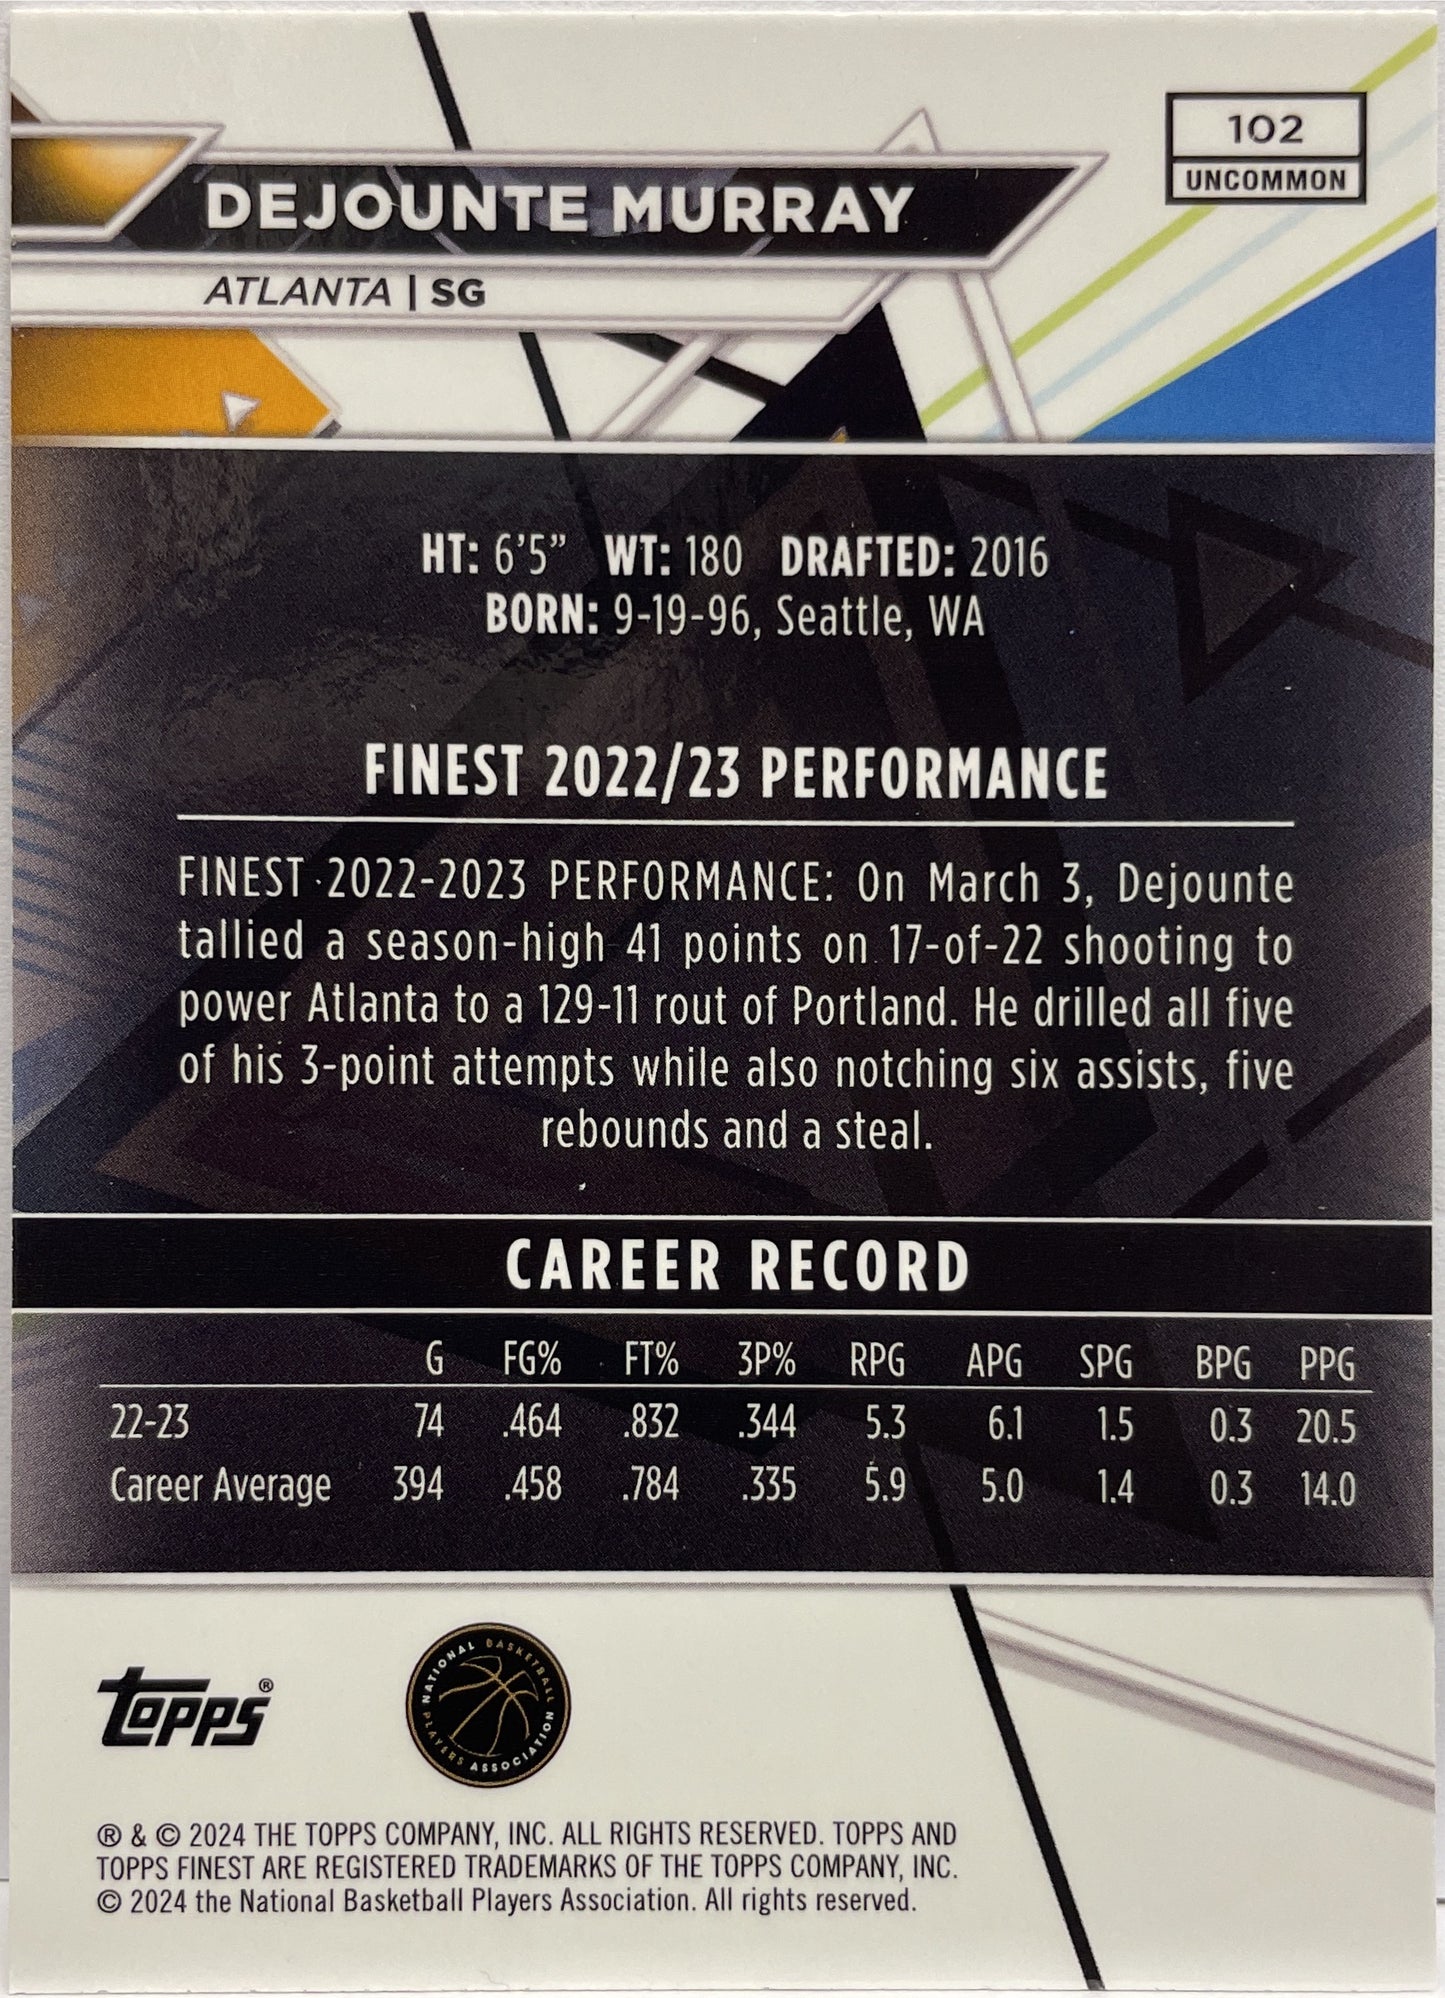 102
UNCOMMON
DEJOUNTE MURRAY
ATLANTA | SG
HT: 6'5” WT: 180 DRAFTED: 2016
BORN: 9-19-96, Seattle, WA
FINEST 2022/23 PERFORMANCE
FINEST 2022-2023 PERFORMANCE: On March 3, Dejounte
tallied a season-high 41 points on 17-of-22 shooting to
power Atlanta to a 129-11 rout of Portland. He drilled all five
of his 3-point attempts while also notching six assists, five
rebounds and a steal.
CAREER RECORD
G FG% FT% 3P% RPG APG SPG BPG PPG
22-23 74 .464 .832 .344 5.3 6.1 1.5 0.3 20.5
Career Average 394 .458 .784 .335 5.9 5.0 1.4 0.3 14.0
topps®
NATIONAL BASKETBALL
PLAYERS ASSOCIATION
® & © 2024 THE TOPPS COMPANY, INC. ALL RIGHTS RESERVED. TOPPS AND
TOPPS FINEST ARE REGISTERED TRADEMARKS OF THE TOPPS COMPANY, INC.
© 2024 the National Basketball Players Association. All rights reserved.